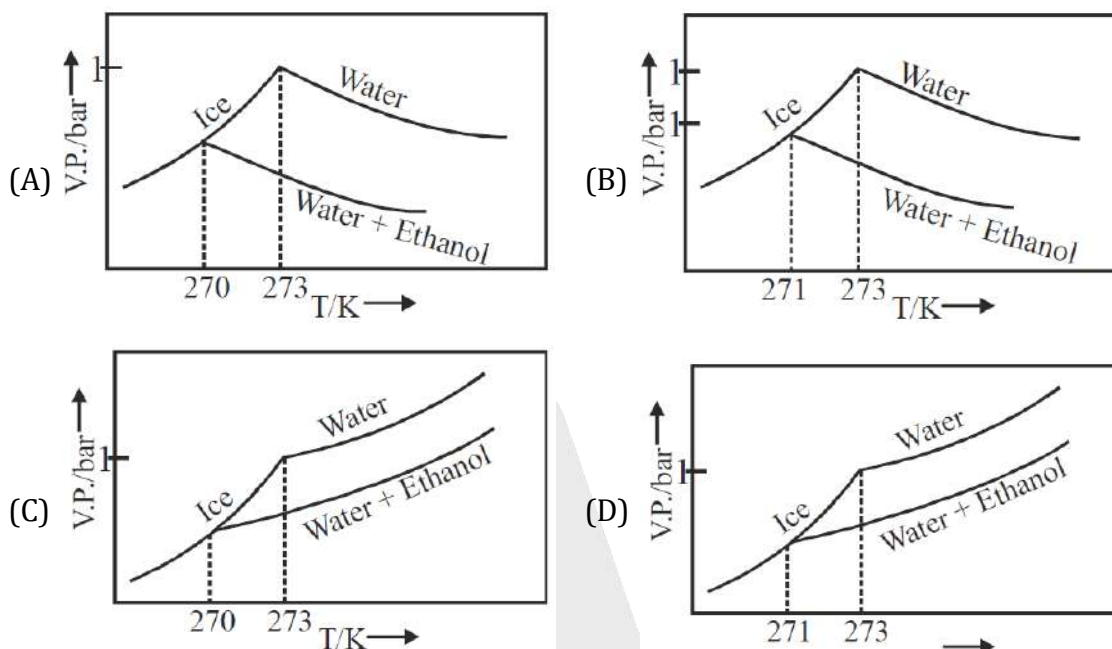 (A)
V.P./bar
1
Ice
Water
Water + Ethanol
270
273
T/K
(B)
V.P./bar
1
1
Ice
Water
Water + Ethanol
271
273
T/K
(C)
V.P./bar
1
Ice
Water
Water + Ethanol
270
273
T/K
(D)
V.P./bar
1
Ice
Water
Water + Ethanol
271
273